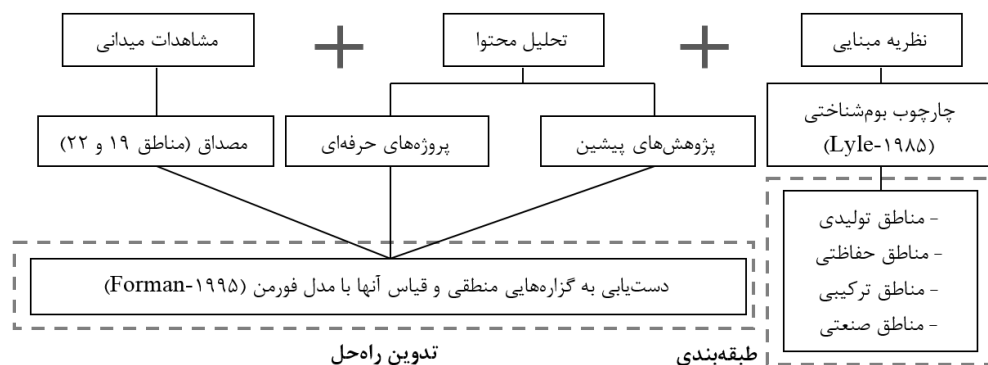 نظریه مبنایی
+
تحلیل محتوا
+
مشاهدات میدانی
چارچوب بوم‌شناختی
(Lyle-۱۹۸۵)
پژوهش‌های پیشین
پروژه‌های حرفه‌ای
مصداق (مناطق ۱۹ و ۲۲)
- مناطق تولیدی
- مناطق حفاظتی
- مناطق ترکیبی
- مناطق صنعتی
دست‌یابی به گزاره‌هایی منطقی و قیاس آنها با مدل فورمن (Forman-۱۹۹۵)
طبقه‌بندی
تدوین راه‌حل